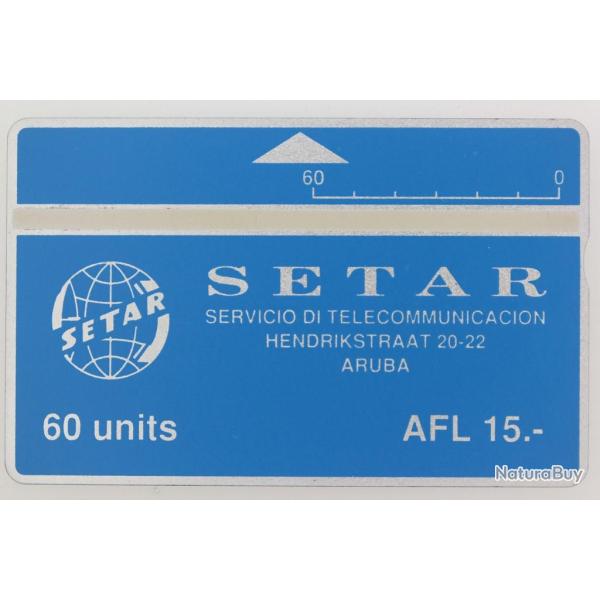 60 0
SETAR
SETAR
SERVICIO DI TELECOMMUNICACION
HENDRIKSTRAAT 20-22
ARUBA
60 units
AFL 15.-
NaturaBuy